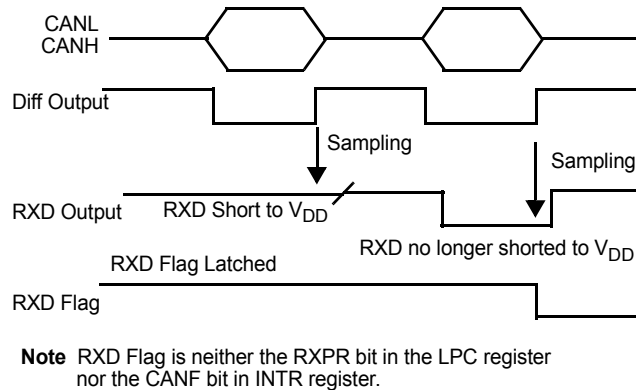 CANL
CANH
Diff Output
Sampling
Sampling
RXD Output
RXD Short to VDD
RXD no longer shorted to VDD
RXD Flag Latched
RXD Flag
Note RXD Flag is neither the RXPR bit in the LPC register
nor the CANF bit in INTR register.